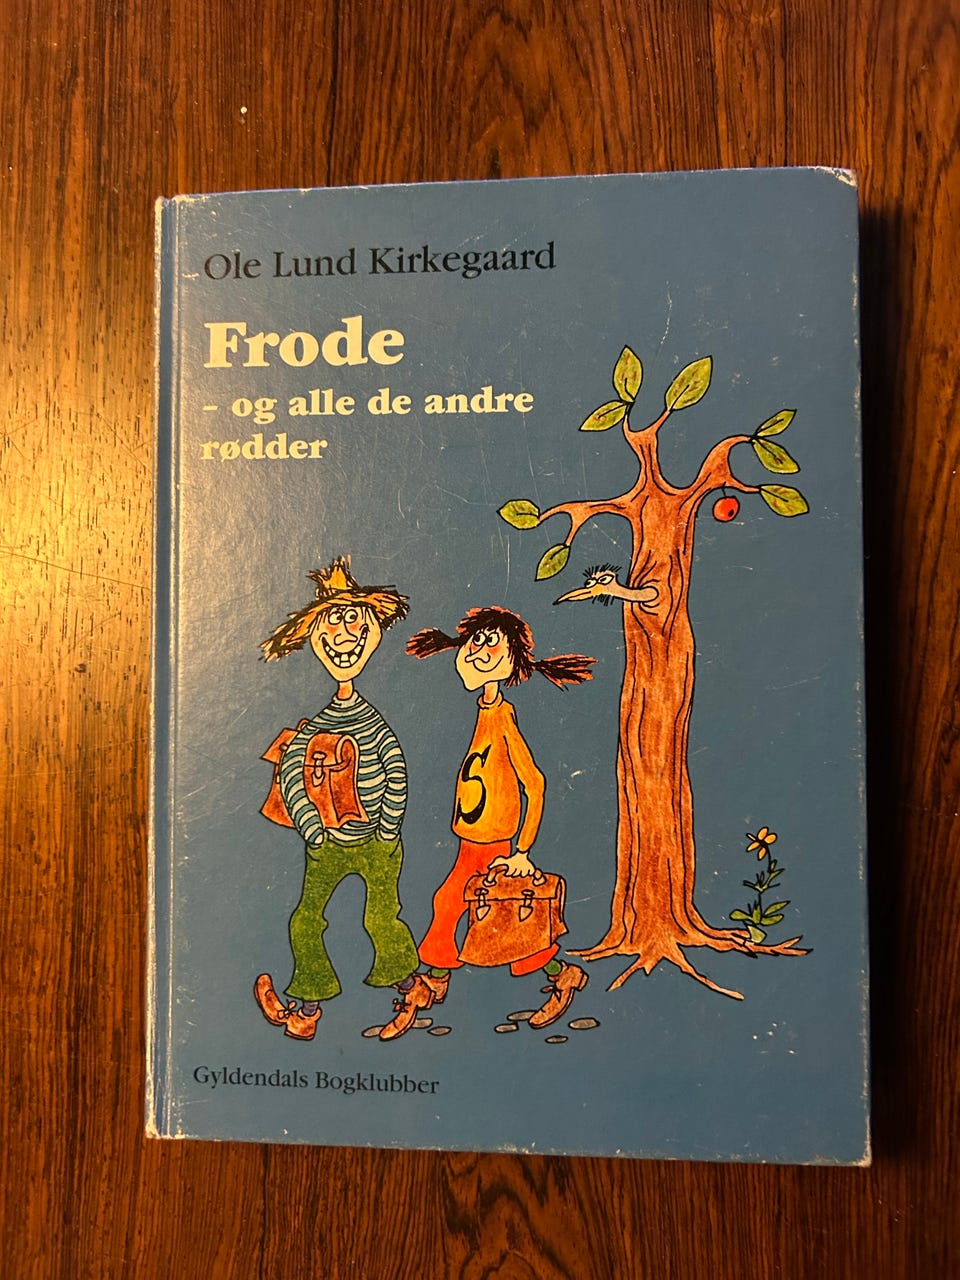 Ole Lund Kirkegaard
Frode
- og alle de andre
rødder
S
Gyldendals Bogklubber